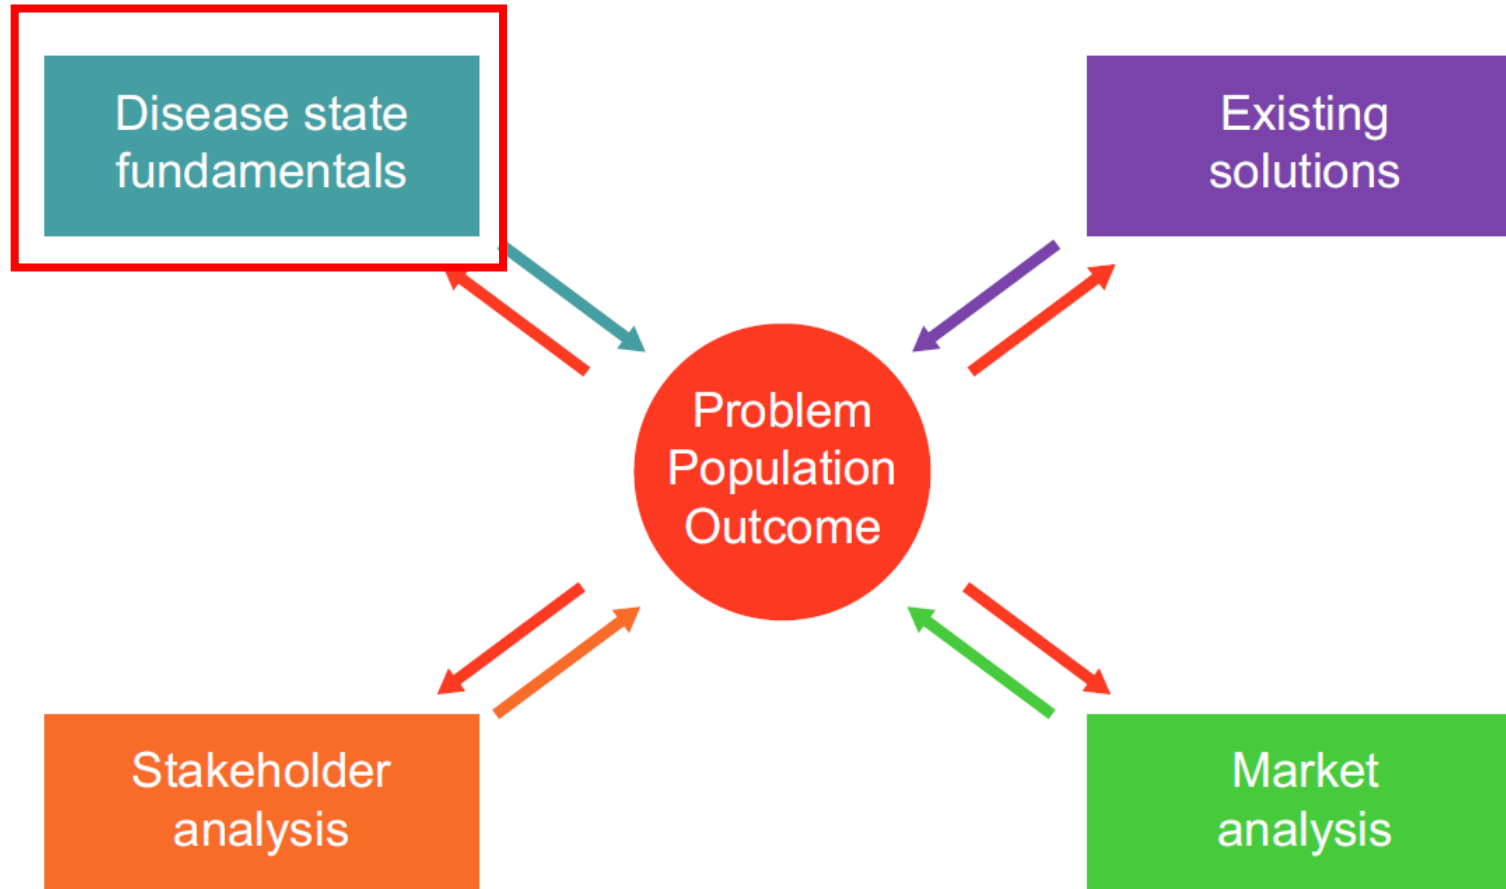 Disease state
fundamentals
Existing
solutions
Problem
Population
Outcome
Stakeholder
analysis
Market
analysis